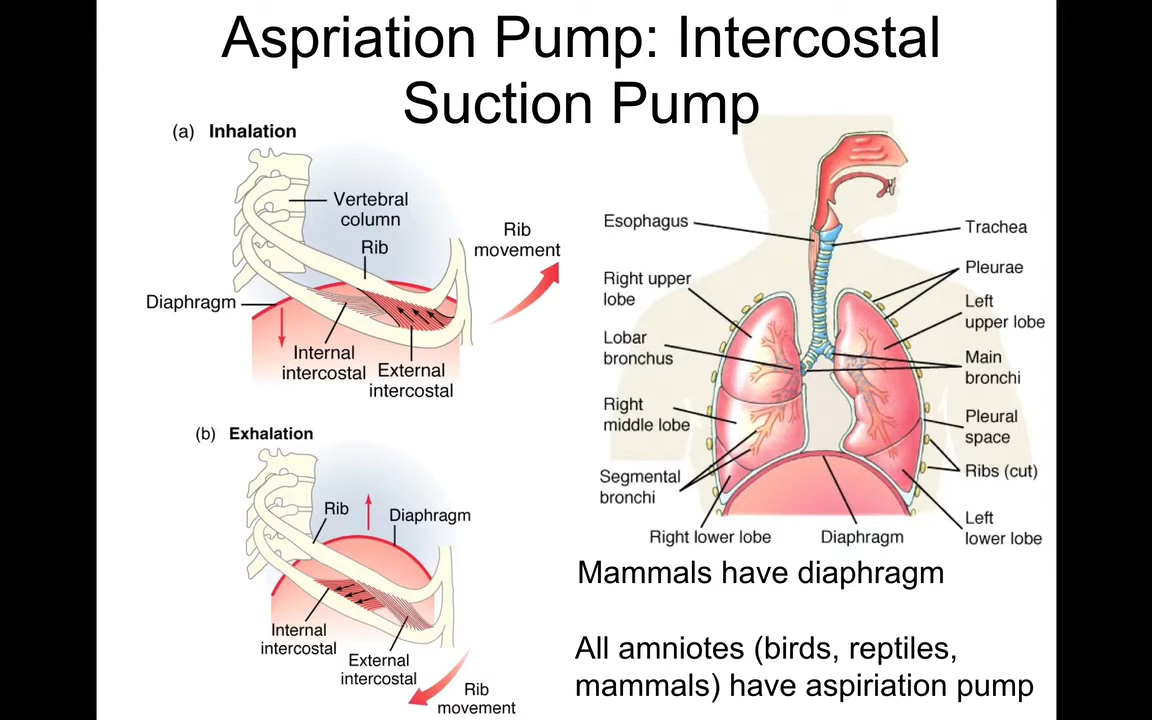 Aspriation Pump: Intercostal
Suction Pump
(a) Inhalation
Vertebral
column
Rib
Rib
movement
Diaphragm
Internal
intercostal
External
intercostal
(b) Exhalation
Rib
Diaphragm
Internal
intercostal
External
intercostal
Rib
movement
Esophagus
Right upper
lobe
Lobar
bronchus
Right
middle lobe
Segmental
bronchi
Right lower lobe
Diaphragm
Trachea
Pleurae
Left
upper lobe
Main
bronchi
Pleural
space
Ribs (cut)
Left
lower lobe
Mammals have diaphragm
All amniotes (birds, reptiles,
mammals) have aspiriation pump